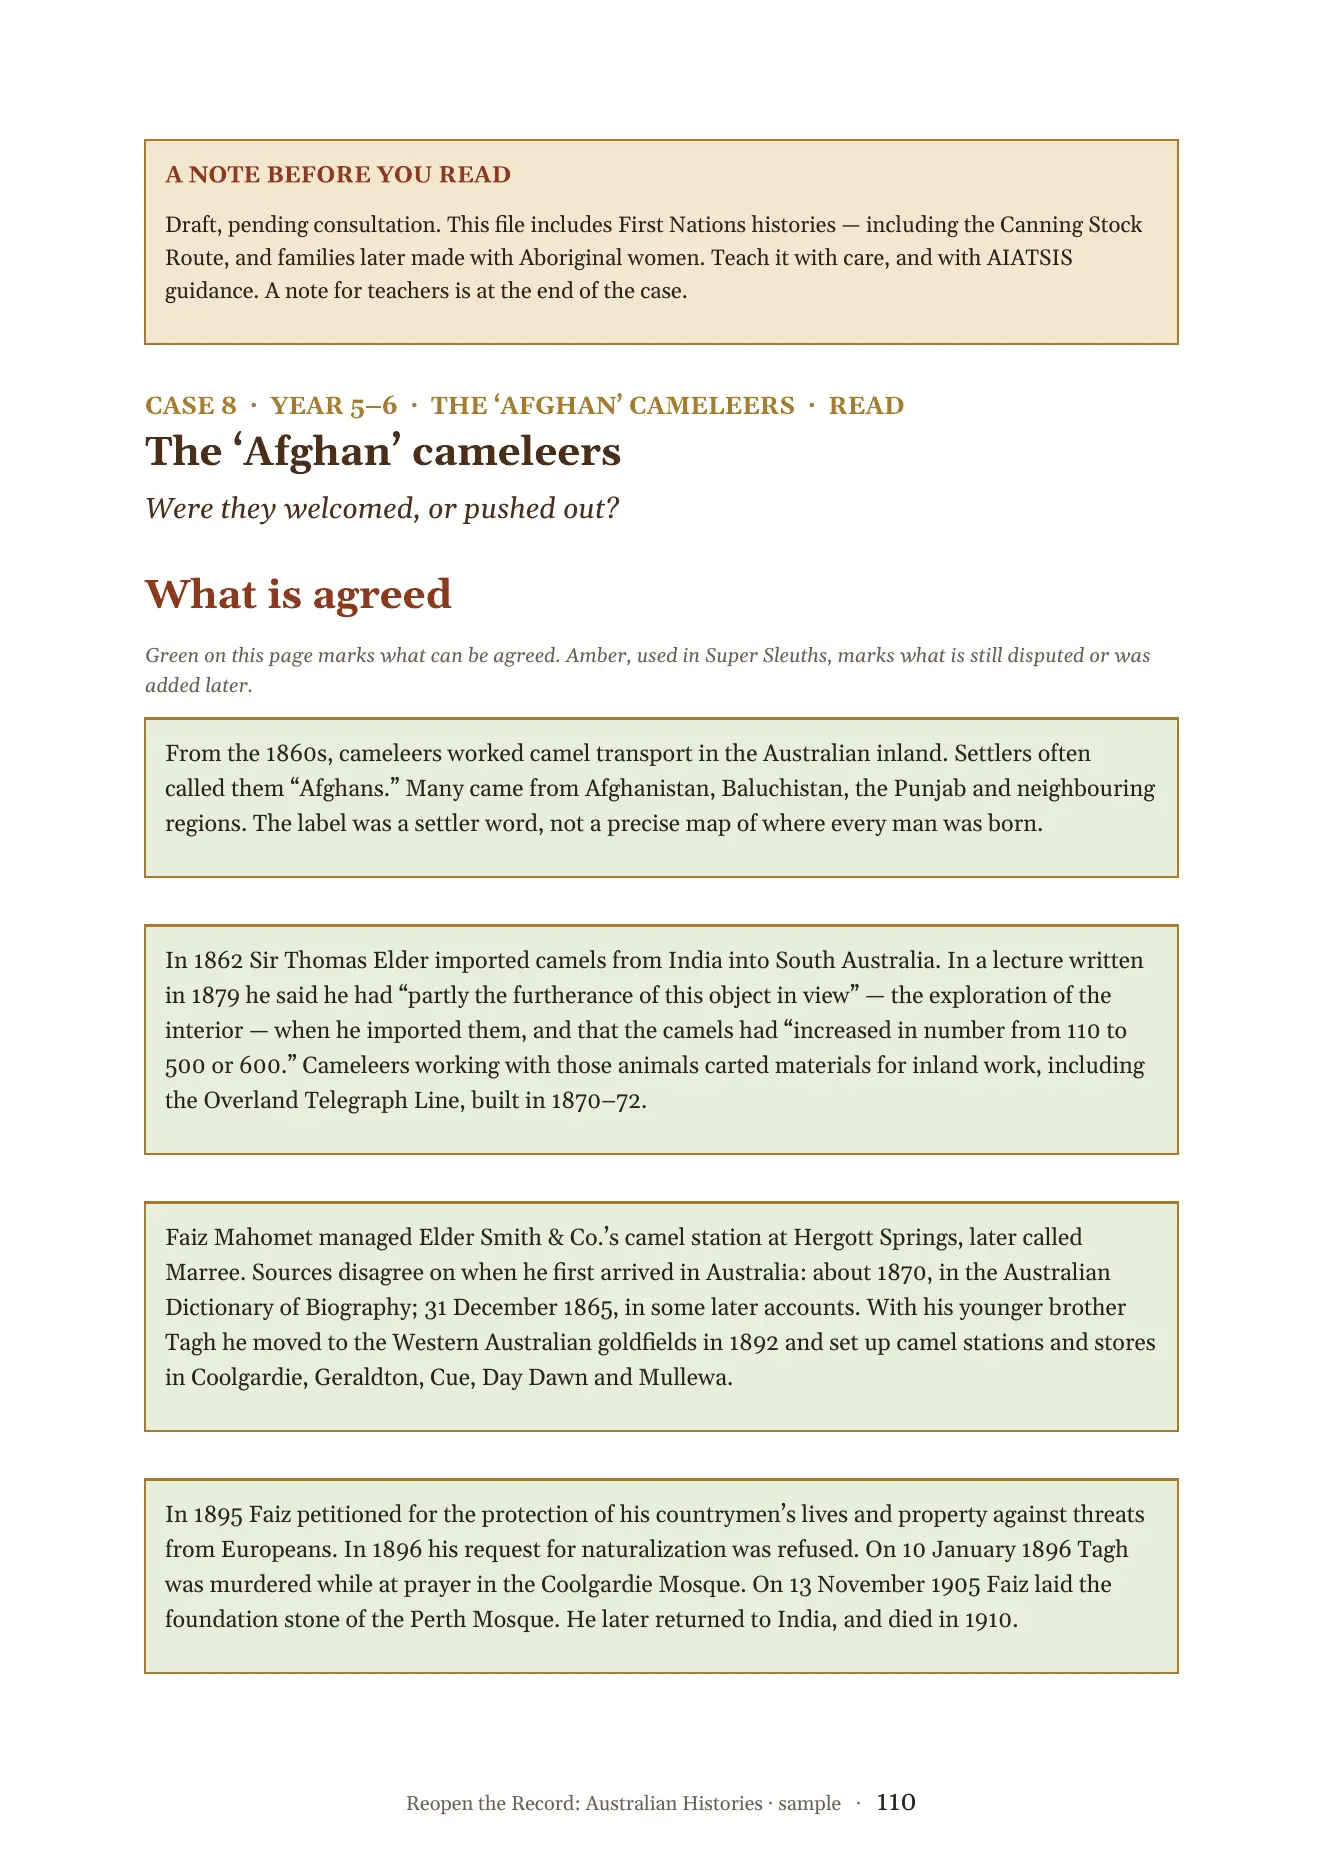 A NOTE BEFORE YOU READ
Draft, pending consultation. This file includes First Nations histories — including the Canning Stock
Route, and families later made with Aboriginal women. Teach it with care, and with AIATSIS
guidance. A note for teachers is at the end of the case.
CASE 8 · YEAR 5–6 · THE ‘AFGHAN’ CAMELEERS · READ
The ‘Afghan’ cameleers
Were they welcomed, or pushed out?
What is agreed
Green on this page marks what can be agreed. Amber, used in Super Sleuths, marks what is still disputed or was
added later.
From the 1860s, cameleers worked camel transport in the Australian inland. Settlers often
called them “Afghans.” Many came from Afghanistan, Baluchistan, the Punjab and neighbouring
regions. The label was a settler word, not a precise map of where every man was born.
In 1862 Sir Thomas Elder imported camels from India into South Australia. In a lecture written
in 1879 he said he had “partly the furtherance of this object in view” — the exploration of the
interior — when he imported them, and that the camels had “increased in number from 110 to
500 or 600.” Cameleers working with those animals carted materials for inland work, including
the Overland Telegraph Line, built in 1870–72.
Faiz Mahomet managed Elder Smith & Co.’s camel station at Hergott Springs, later called
Marree. Sources disagree on when he first arrived in Australia: about 1870, in the Australian
Dictionary of Biography; 31 December 1865, in some later accounts. With his younger brother
Tagh he moved to the Western Australian goldfields in 1892 and set up camel stations and stores
in Coolgardie, Geraldton, Cue, Day Dawn and Mullewa.
In 1895 Faiz petitioned for the protection of his countrymen’s lives and property against threats
from Europeans. In 1896 his request for naturalization was refused. On 10 January 1896 Tagh
was murdered while at prayer in the Coolgardie Mosque. On 13 November 1905 Faiz laid the
foundation stone of the Perth Mosque. He later returned to India, and died in 1910.
Reopen the Record: Australian Histories · sample · 110